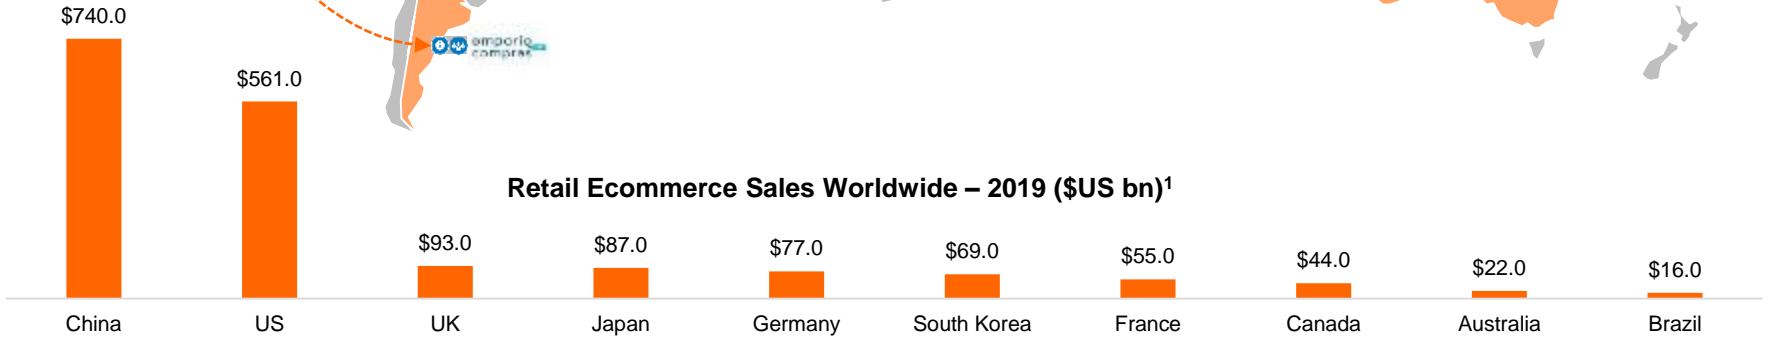 $740.0
emporio
compras
$561.0
Retail Ecommerce Sales Worldwide – 2019 ($US bn)¹
$93.0 $87.0 $77.0 $69.0 $55.0 $44.0 $22.0 $16.0
China US UK Japan Germany South Korea France Canada Australia Brazil